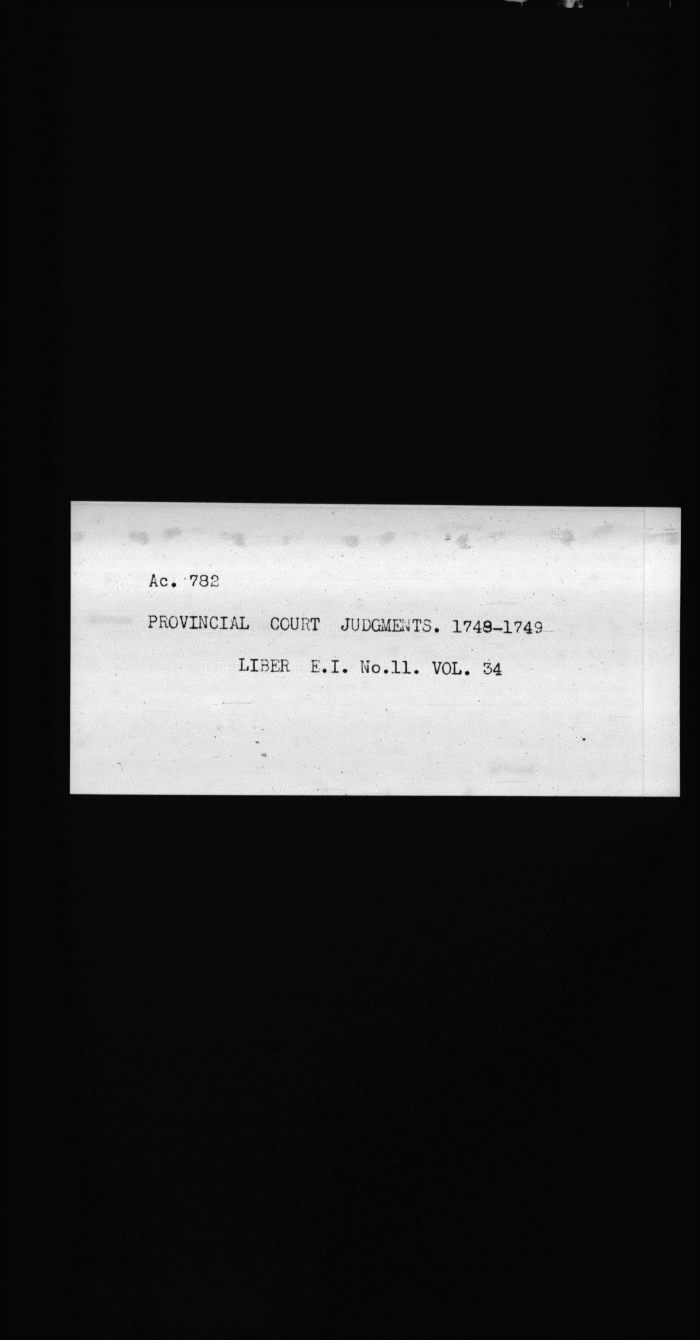 Ac. 782
PROVINCIAL COURT JUDGMENTS. 1748-1749
LIBER E.I. No.11. VOL. 34